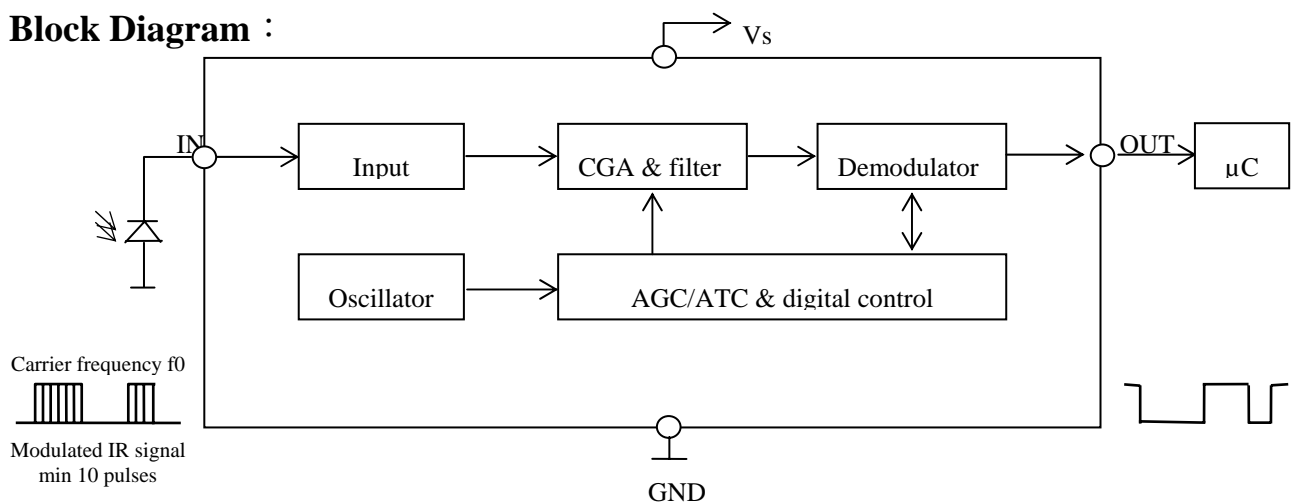 Block Diagram：
Vs
IN
Input
CGA & filter
Demodulator
OUT
µC
Oscillator
AGC/ATC & digital control
Carrier frequency f0
Modulated IR signal
min 10 pulses
GND